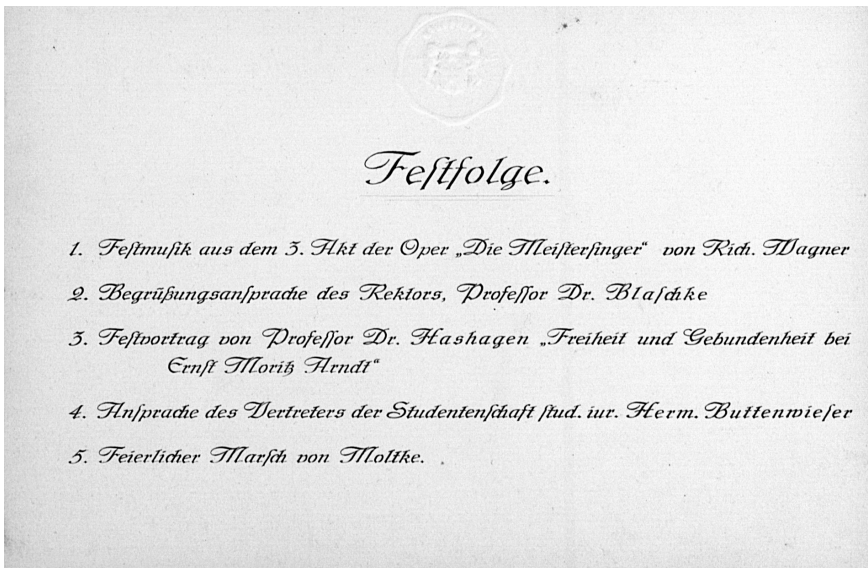 Feſtfolge.
1. Feſtmuſik aus dem 3. Akt der Oper „Die Meiſterſinger“ von Rich. Wagner
2. Begrüßungsanſprache des Rektors, Profeſſor Dr. Blaſchke
3. Feſtvortrag von Profeſſor Dr. Hashagen „Freiheit und Gebundenheit bei
Ernſt Moritz Arndt“
4. Anſprache des Vertreters der Studentenſchaft ſtud. iur. Herm. Buttenwieſer
5. Feierlicher Marſch von Moltke.